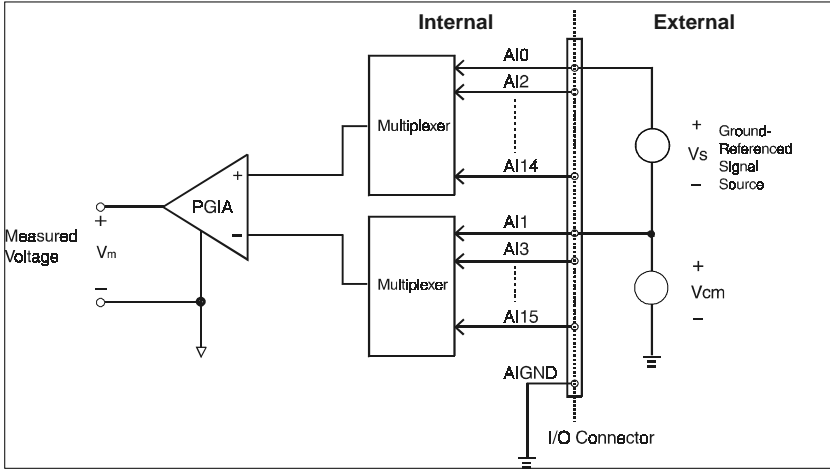 Internal
External
AI0
AI2
Multiplexer
AI14
+
Vs
−
Ground-
Referenced
Signal
Source
+
PGIA
−
Measured
Voltage
+
Vm
−
AI1
AI3
Multiplexer
AI15
+
Vcm
−
AIGND
I/O Connector